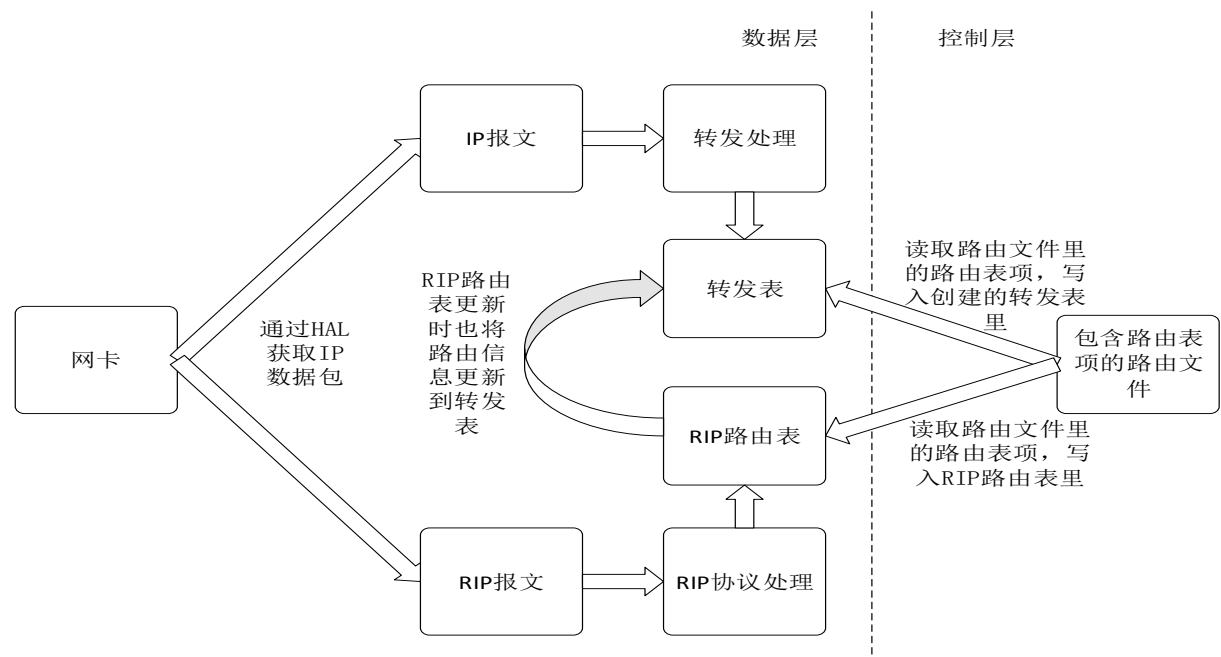 数据层
控制层
IP报文
转发处理
读取路由文件里
的路由表项，写
入创建的转发表
里
RIP路由
表更新
时也将
路由信
息更新
到转发
表
转发表
网卡
通过HAL
获取IP
数据包
包含路由表
项的路由文
件
RIP路由表
读取路由文件里
的路由表项，写
入RIP路由表里
RIP报文
RIP协议处理